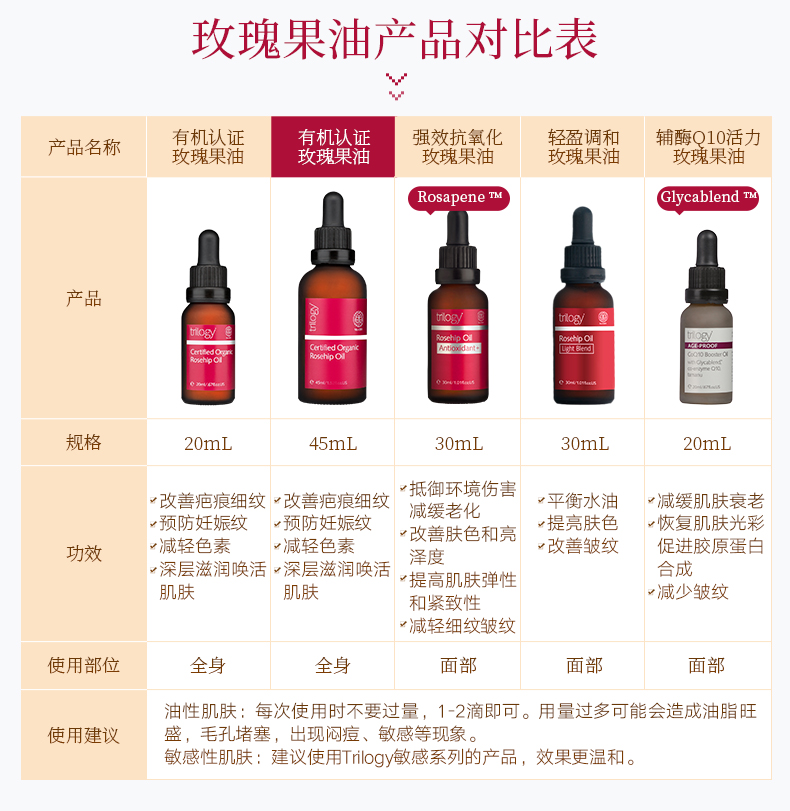 玫瑰果油产品对比表
产品名称
有机认证
玫瑰果油
有机认证
玫瑰果油
强效抗氧化
玫瑰果油
轻盈调和
玫瑰果油
辅酶Q10活力
玫瑰果油
产品
trilogy
Certified Organic
Rosehip Oil
trilogy
Certified Organic
Rosehip Oil
Rosapene ™
trilogy
Rosehip Oil
Antioxidant+
trilogy
Rosehip Oil
Light Blend
Glycablend ™
trilogy
AGE-PROOF
CoQ10 Booster Oil
规格
20mL
45mL
30mL
30mL
20mL
功效
改善疤痕细纹
预防妊娠纹
减轻色素
深层滋润唤活
肌肤
改善疤痕细纹
预防妊娠纹
减轻色素
深层滋润唤活
肌肤
抵御环境伤害
减缓老化
改善肤色和亮
泽度
提高肌肤弹性
和紧致性
减轻细纹皱纹
平衡水油
提亮肤色
改善皱纹
减缓肌肤衰老
恢复肌肤光彩
促进胶原蛋白
合成
减少皱纹
使用部位
全身
全身
面部
面部
面部
使用建议
油性肌肤：每次使用时不要过量，1-2滴即可。用量过多可能会造成油脂旺
盛，毛孔堵塞，出现闷痘、敏感等现象。
敏感性肌肤：建议使用Trilogy敏感系列的产品，效果更温和。